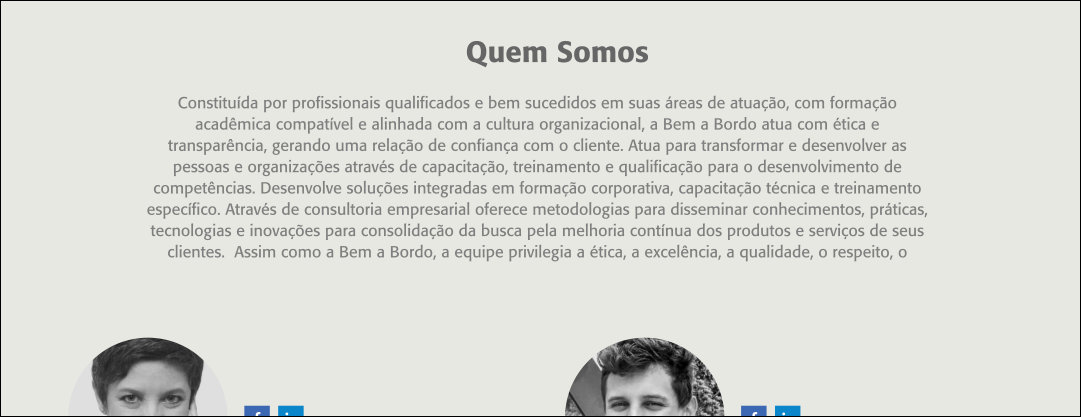 Quem Somos
Constituída por profissionais qualificados e bem sucedidos em suas áreas de atuação, com formação
acadêmica compatível e alinhada com a cultura organizacional, a Bem a Bordo atua com ética e
transparência, gerando uma relação de confiança com o cliente. Atua para transformar e desenvolver as
pessoas e organizações através de capacitação, treinamento e qualificação para o desenvolvimento de
competências. Desenvolve soluções integradas em formação corporativa, capacitação técnica e treinamento
específico. Através de consultoria empresarial oferece metodologias para disseminar conhecimentos, práticas,
tecnologias e inovações para consolidação da busca pela melhoria contínua dos produtos e serviços de seus
clientes.  Assim como a Bem a Bordo, a equipe privilegia a ética, a excelência, a qualidade, o respeito, o